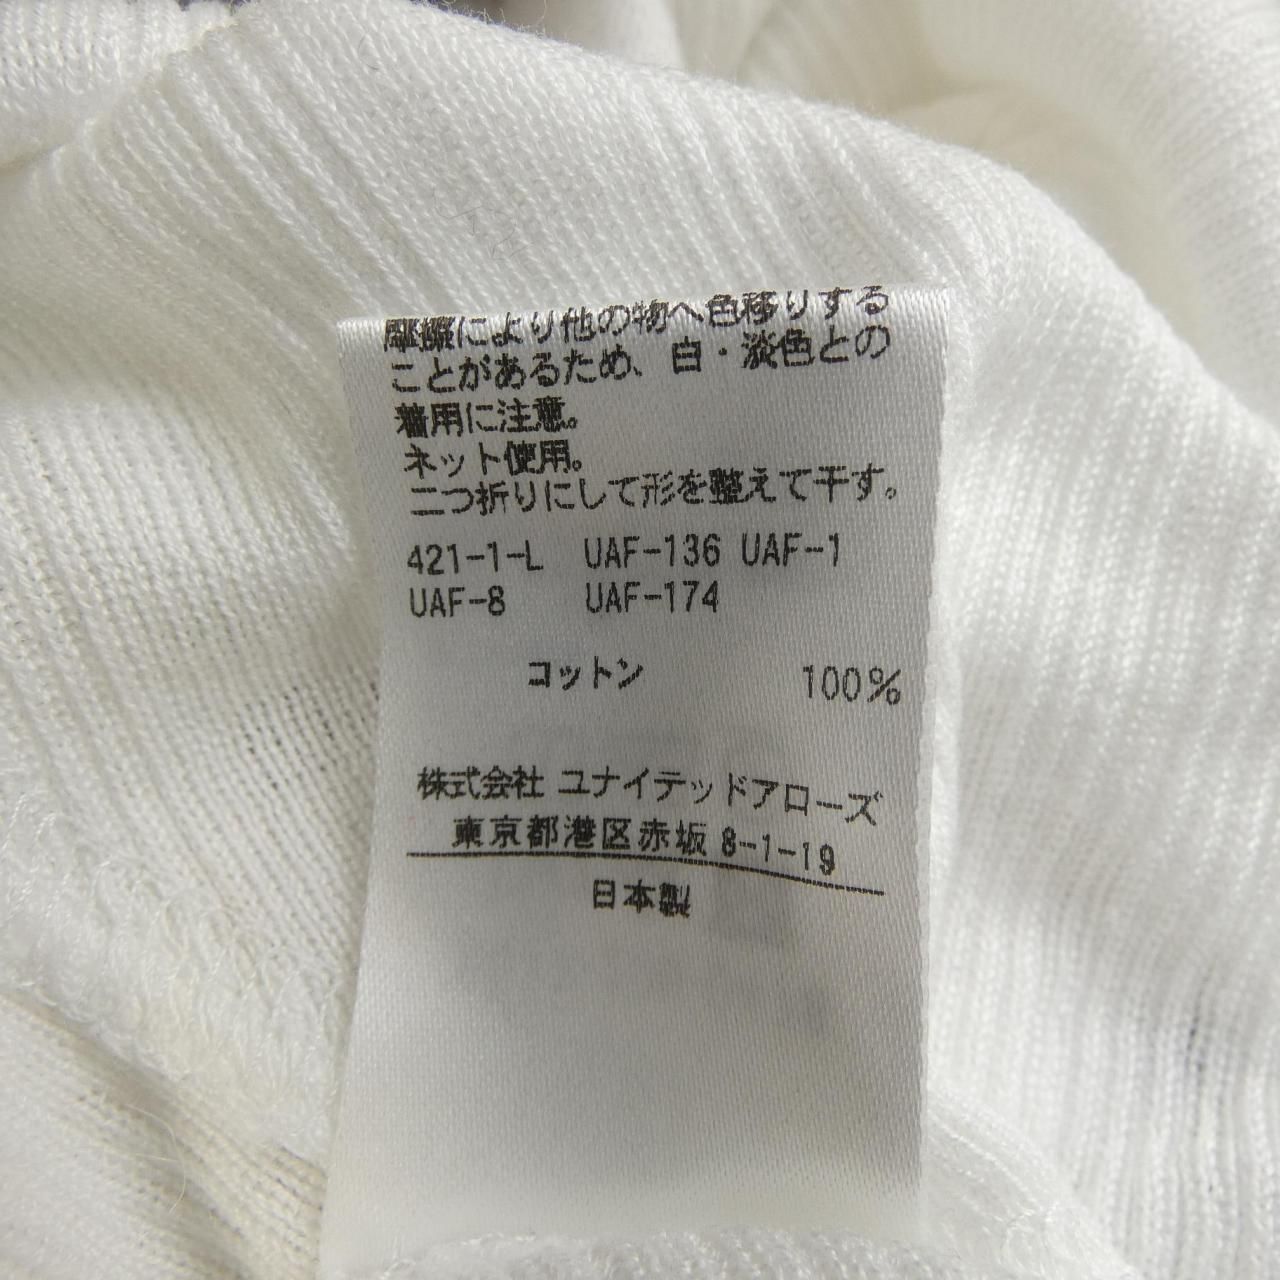 摩擦により他の物へ色移りする
ことがあるため、白・淡色との
着用に注意。
ネット使用。
二つ折りにして形を整えて干す。
421-1-L UAF-136 UAF-1
UAF-8 UAF-174
コットン 100%
株式会社 ユナイテッドアローズ
東京都港区赤坂 8-1-19
日本製